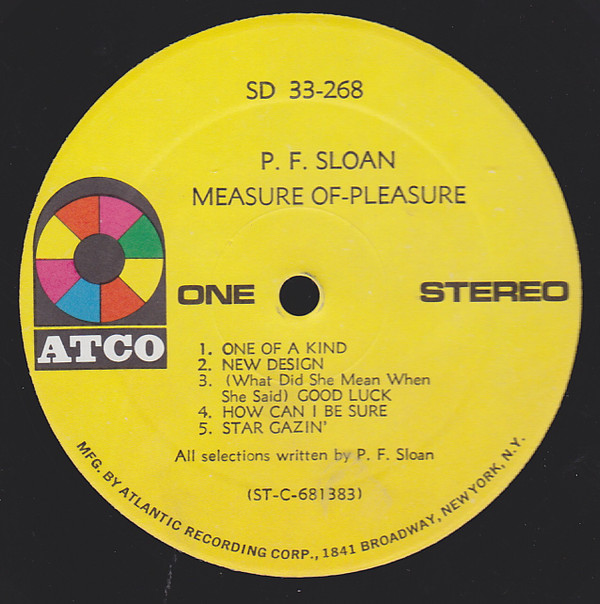 SD 33-268
P. F. SLOAN
MEASURE OF-PLEASURE
ONE
STEREO
ATCO
1. ONE OF A KIND
2. NEW DESIGN
3. (What Did She Mean When
She Said) GOOD LUCK
4. HOW CAN I BE SURE
5. STAR GAZIN'
All selections written by P. F. Sloan
(ST-C-681383)
MFG. BY ATLANTIC RECORDING CORP., 1841 BROADWAY, NEW YORK, N.Y.